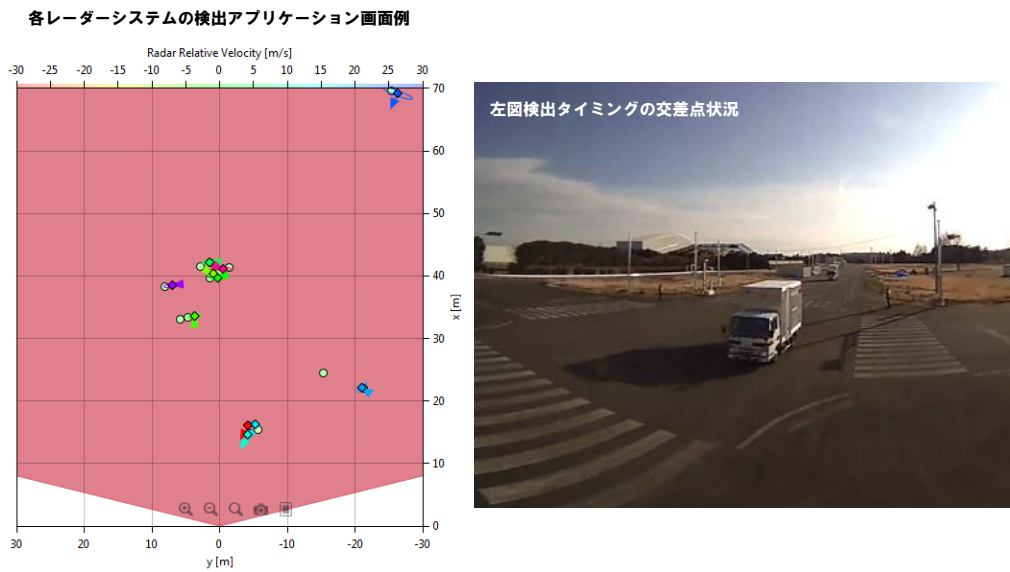 各レーダーシステムの検出アプリケーション画面例
Radar Relative Velocity [m/s]
-30 -25 -20 -15 -10 -5 0 5 10 15 20 25 30
70
60
50
40
30
20
10
0
x [m]
30 20 10 0 -10 -20 -30
y [m]
左図検出タイミングの交差点状況